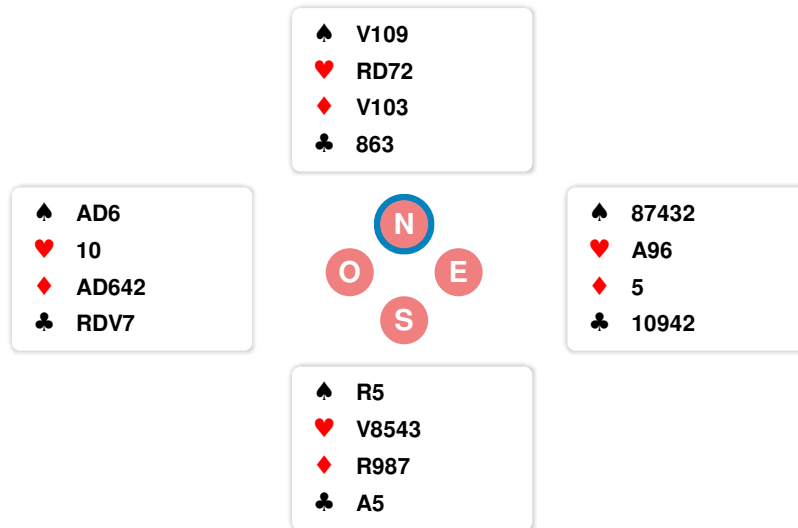 ♠ V109
♥ RD72
♦ V103
♣ 863
♠ AD6
♥ 10
♦ AD642
♣ RDV7
N
O
E
S
♠ 87432
♥ A96
♦ 5
♣ 10942
♠ R5
♥ V8543
♦ R987
♣ A5